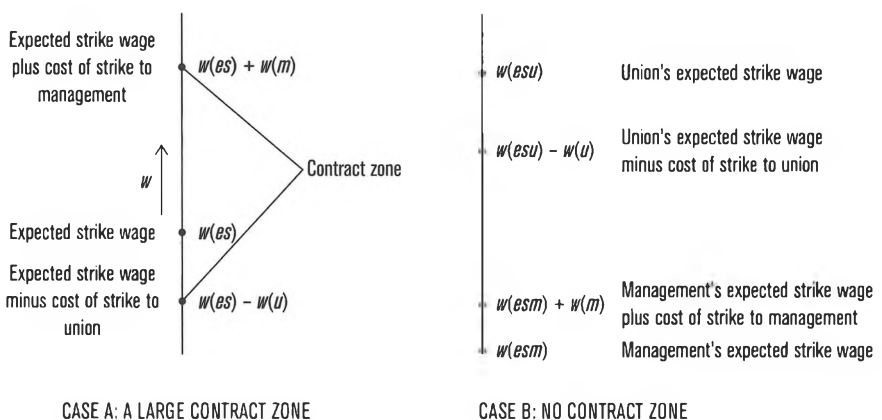 Expected strike wage
plus cost of strike to
management
w(es) + w(m)
Contract zone
w
Expected strike wage
w(es)
Expected strike wage
minus cost of strike to
union
w(es) – w(u)
CASE A: A LARGE CONTRACT ZONE
w(esu)
Union's expected strike wage
w(esu) – w(u)
Union's expected strike wage
minus cost of strike to union
w(esm) + w(m)
Management's expected strike wage
plus cost of strike to management
w(esm)
Management's expected strike wage
CASE B: NO CONTRACT ZONE